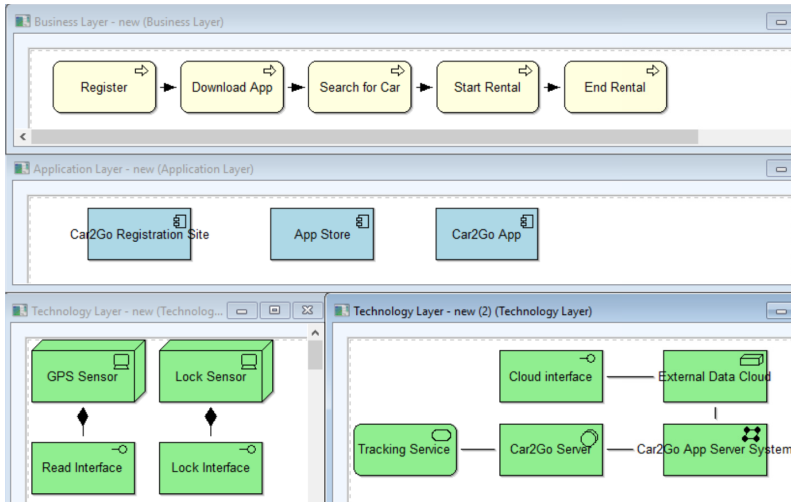 Business Layer - new (Business Layer)
Register
Download App
Search for Car
Start Rental
End Rental
Application Layer - new (Application Layer)
Car2Go Registration Site
App Store
Car2Go App
Technology Layer - new (Technolog...
GPS Sensor
Lock Sensor
Read Interface
Lock Interface
Technology Layer - new (2) (Technology Layer)
Cloud interface
External Data Cloud
Tracking Service
Car2Go Server
Car2Go App Server System